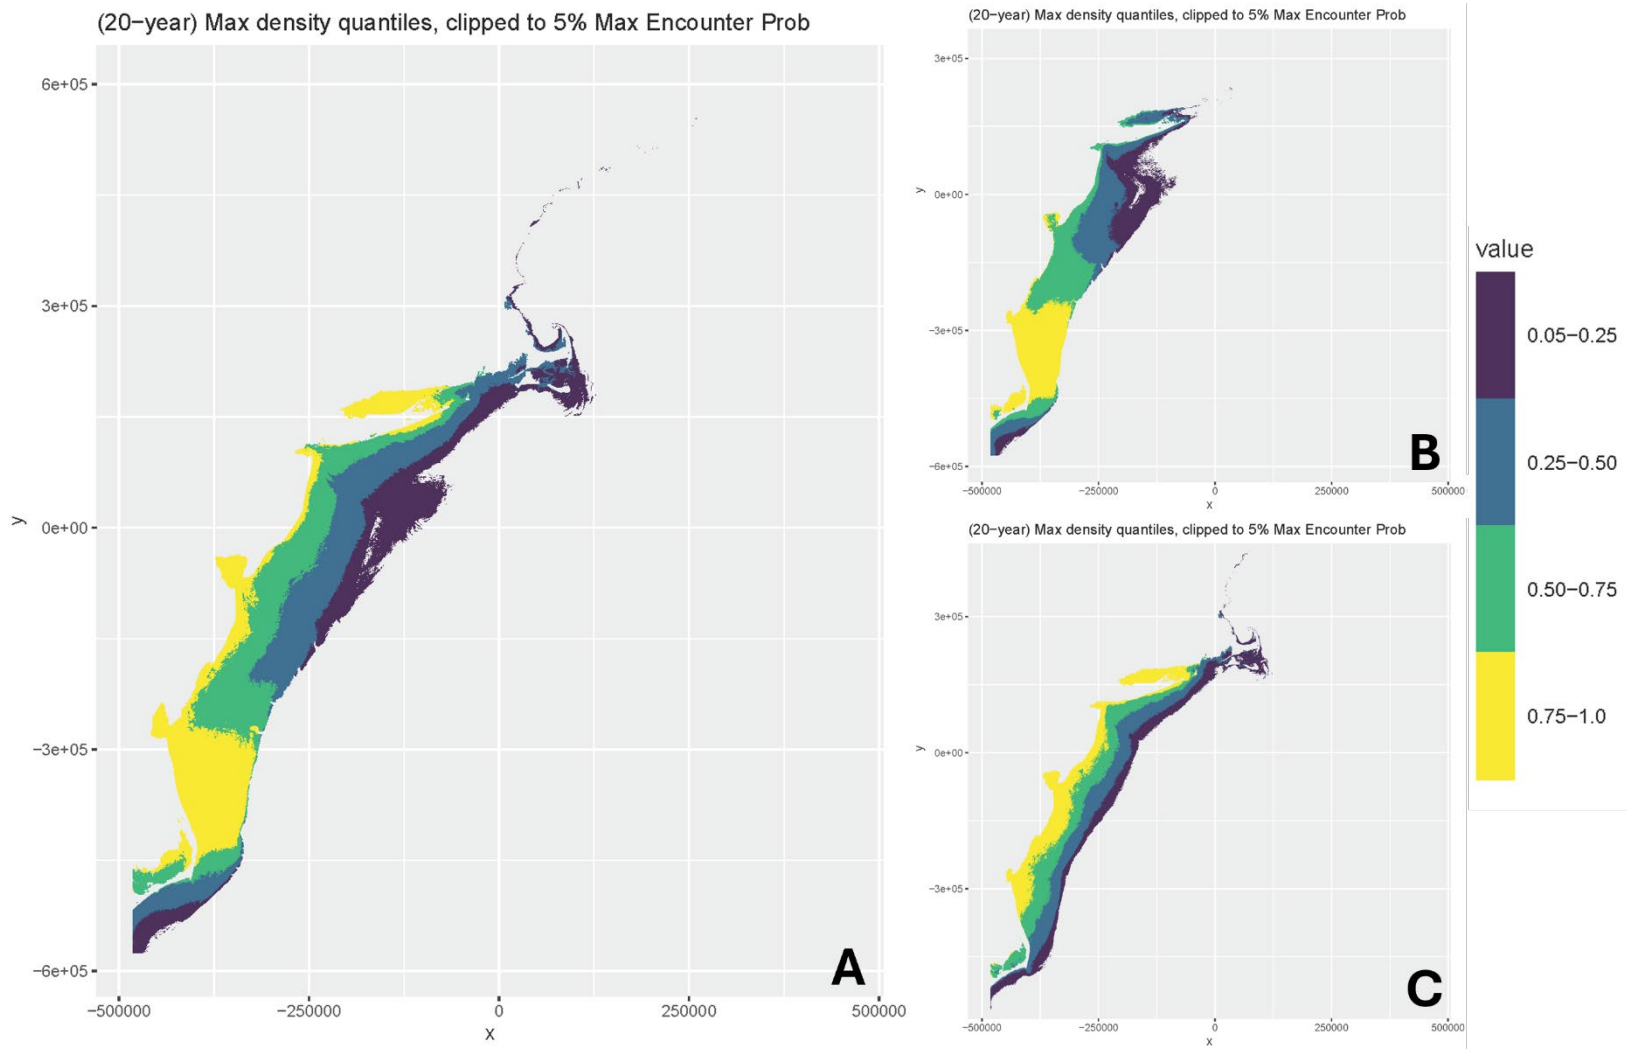 (20−year) Max density quantiles, clipped to 5% Max Encounter Prob
6e+05
3e+05
0e+00
−3e+05
−6e+05
y
−500000
−250000
0
250000
500000
x
A
(20−year) Max density quantiles, clipped to 5% Max Encounter Prob
3e+05
0e+00
−3e+05
−6e+05
y
−500000
−250000
0
250000
500000
x
B
(20−year) Max density quantiles, clipped to 5% Max Encounter Prob
3e+05
0e+00
−3e+05
y
−500000
−250000
0
250000
500000
x
C
value
0.05−0.25
0.25−0.50
0.50−0.75
0.75−1.0